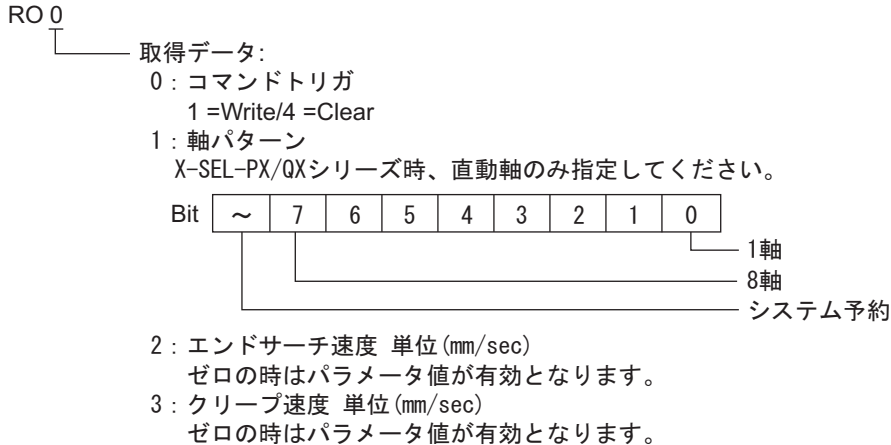 RO 0
取得データ:
0：コマンドトリガ
1 =Write/4 =Clear
1：軸パターン
X-SEL-PX/QXシリーズ時、直動軸のみ指定してください。
Bit ～ 7 6 5 4 3 2 1 0
1軸
8軸
システム予約
2：エンドサーチ速度 単位(mm/sec)
ゼロの時はパラメータ値が有効となります。
3：クリープ速度 単位(mm/sec)
ゼロの時はパラメータ値が有効となります。